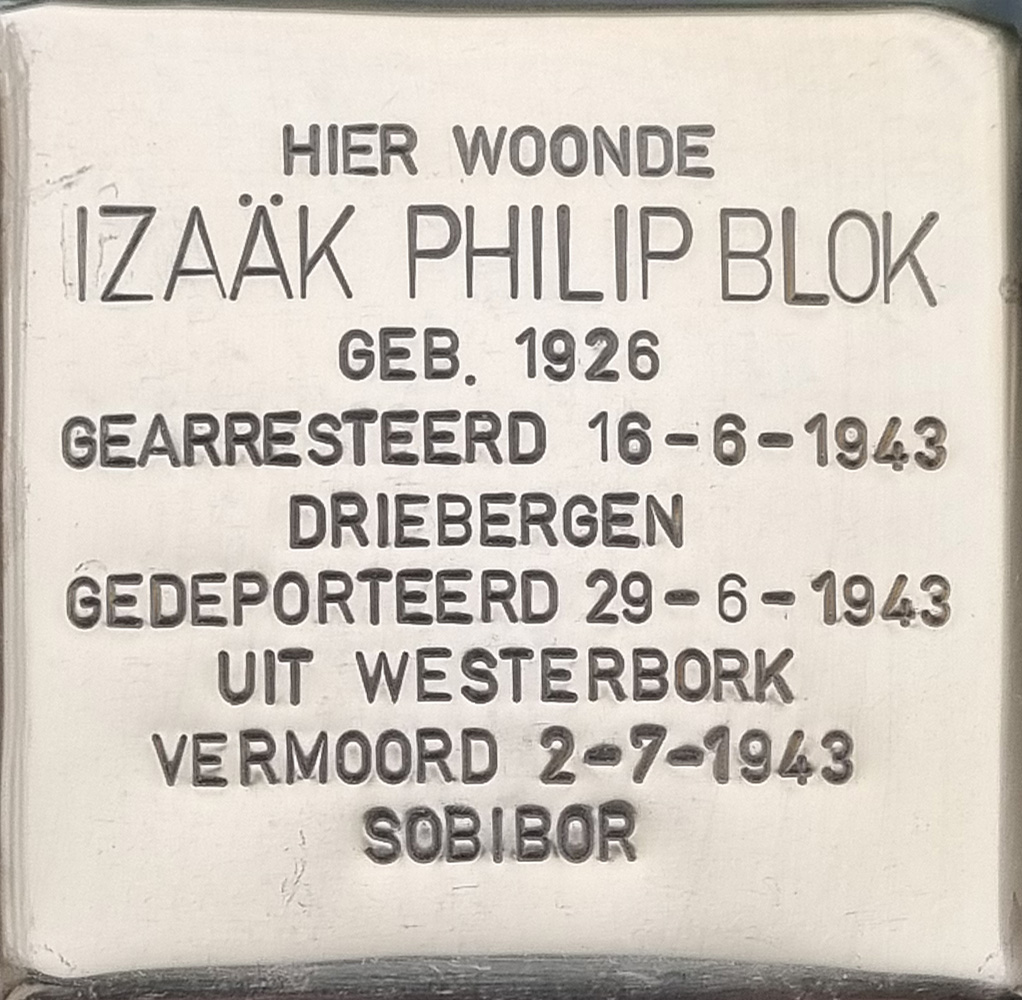 HIER WOONDE
IZAÄK PHILIP BLOK
GEB. 1926
GEARRESTEERD 16-6-1943
DRIEBERGEN
GEDEPORTEERD 29-6-1943
UIT WESTERBORK
VERMOORD 2-7-1943
SOBIBOR